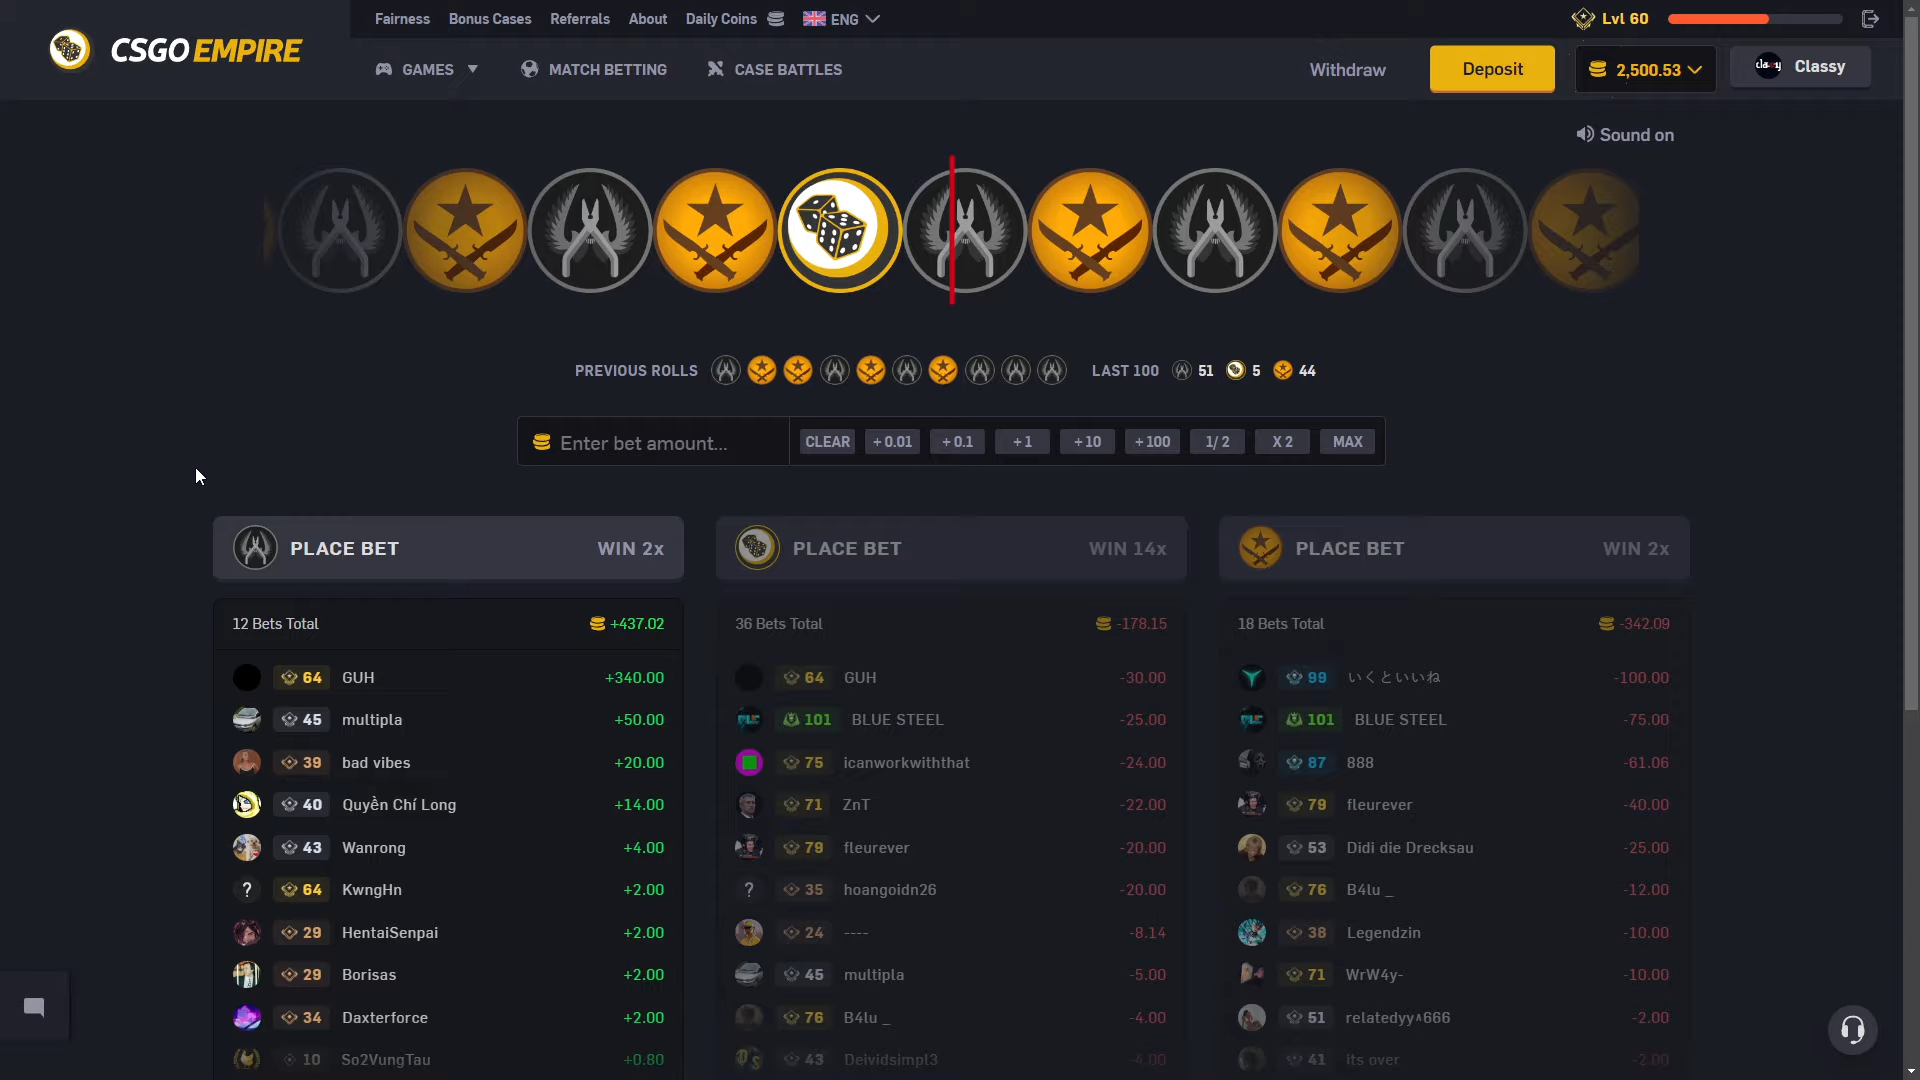 Fairness Bonus Cases Referrals About Daily Coins ENG Lvl 60
CSGOEMPIRE
GAMES MATCH BETTING CASE BATTLES Withdraw Deposit 2,500.53 classy Classy
Sound on
PREVIOUS ROLLS LAST 100 51 5 44
Enter bet amount... CLEAR + 0.01 + 0.1 + 1 + 10 + 100 1/ 2 X 2 MAX
PLACE BET WIN 2x
PLACE BET WIN 14x
PLACE BET WIN 2x
12 Bets Total +437.02
64 GUH +340.00
45 multipla +50.00
39 bad vibes +20.00
40 Quyền Chí Long +14.00
43 Wanrong +4.00
? 64 KwngHn +2.00
29 HentaiSenpai +2.00
29 Borisas +2.00
34 Daxterforce +2.00
10 So2VungTau +0.80
36 Bets Total -178.15
64 GUH -30.00
101 BLUE STEEL -25.00
75 icanworkwiththat -24.00
71 ZnT -22.00
79 fleurever -20.00
? 35 hoangoidn26 -20.00
24 ---- -8.14
45 multipla -5.00
76 B4lu _ -4.00
43 Deividsimpl3 -4.00
18 Bets Total -342.09
99 いくといいね -100.00
101 BLUE STEEL -75.00
87 888 -61.06
79 fleurever -40.00
53 Didi die Drecksau -25.00
76 B4lu _ -12.00
38 Legendzin -10.00
71 WrW4y- -10.00
51 relatedyy^666 -2.00
41 its over -2.00